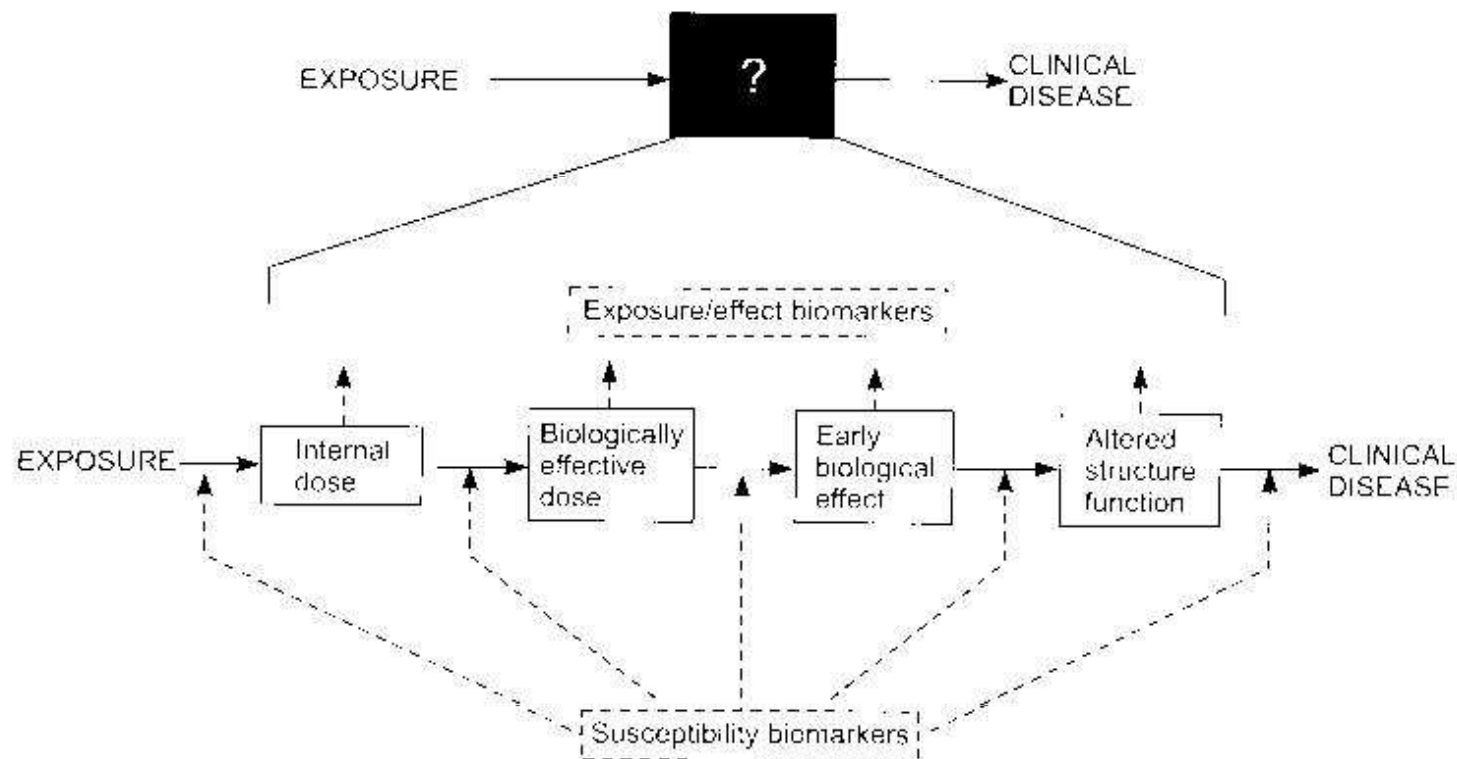 EXPOSURE
?
CLINICAL
DISEASE
Exposure/effect biomarkers
EXPOSURE
Internal
dose
Biologically
effective
dose
Early
biological
effect
Altered
structure
function
CLINICAL
DISEASE
Susceptibility biomarkers